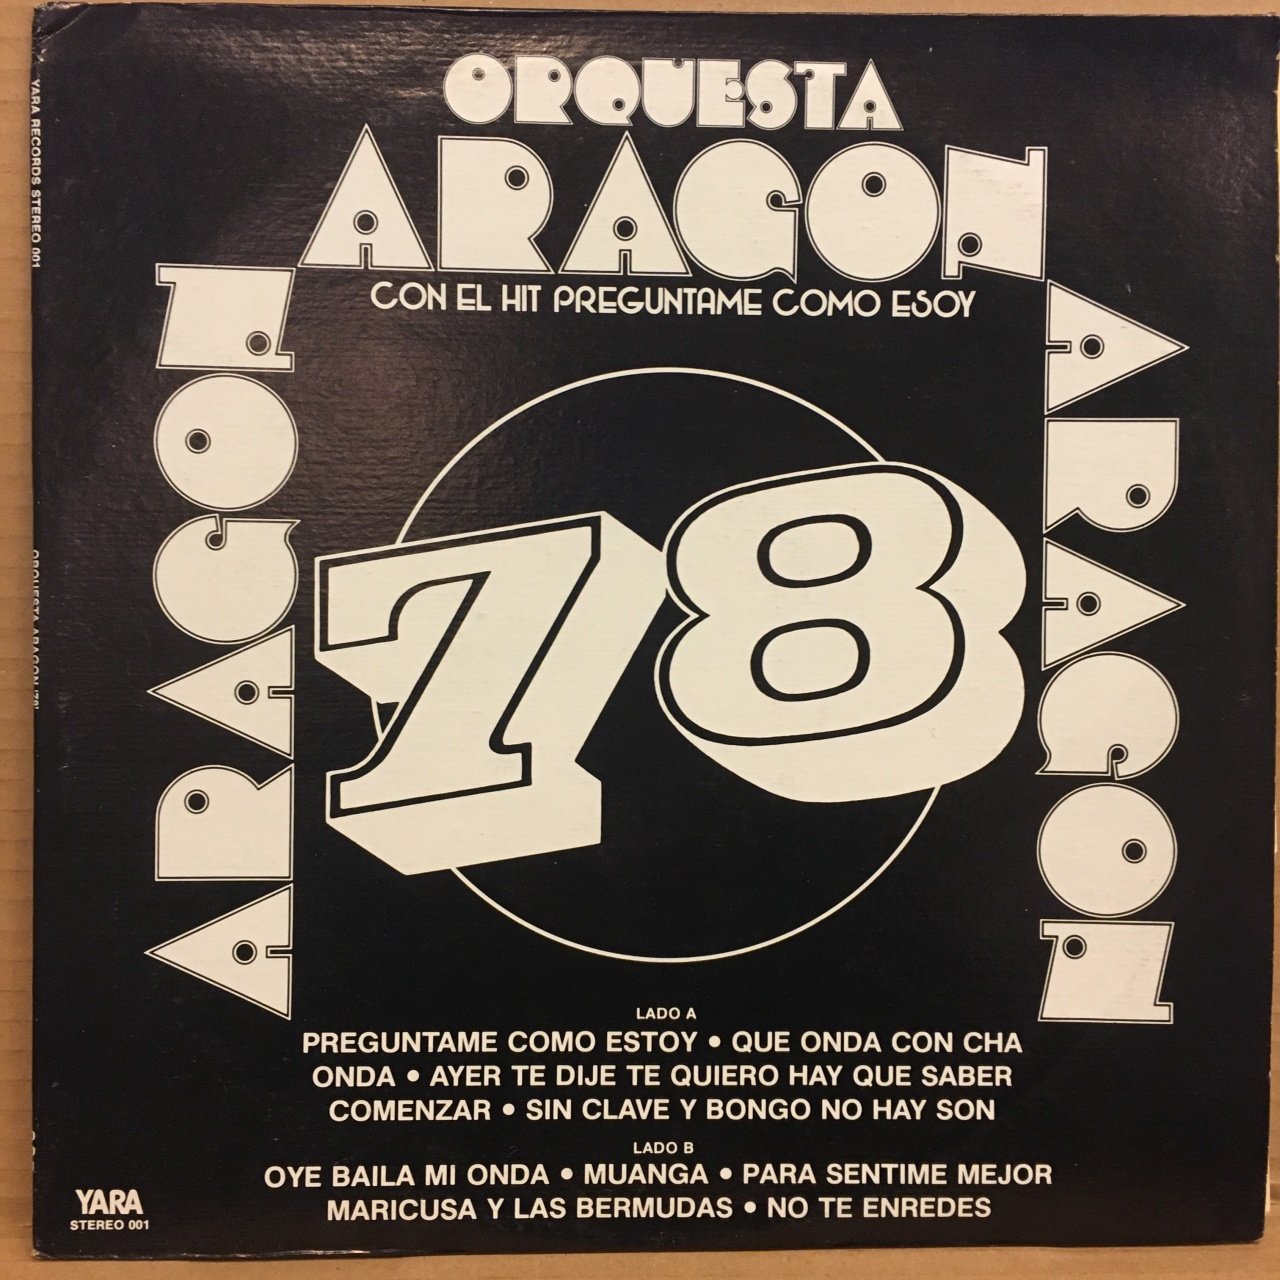 ORQUESTA
ARAGON
CON EL HIT PREGUNTAME COMO ESOY
ARAGON
ARAGON
78
LADO A
PREGUNTAME COMO ESTOY • QUE ONDA CON CHA
ONDA • AYER TE DIJE TE QUIERO HAY QUE SABER
COMENZAR • SIN CLAVE Y BONGO NO HAY SON
LADO B
OYE BAILA MI ONDA • MUANGA • PARA SENTIME MEJOR
MARICUSA Y LAS BERMUDAS • NO TE ENREDES
YARA
STEREO 001
YARA RECORDS STEREO 001
ORQUESTA ARAGON '78'